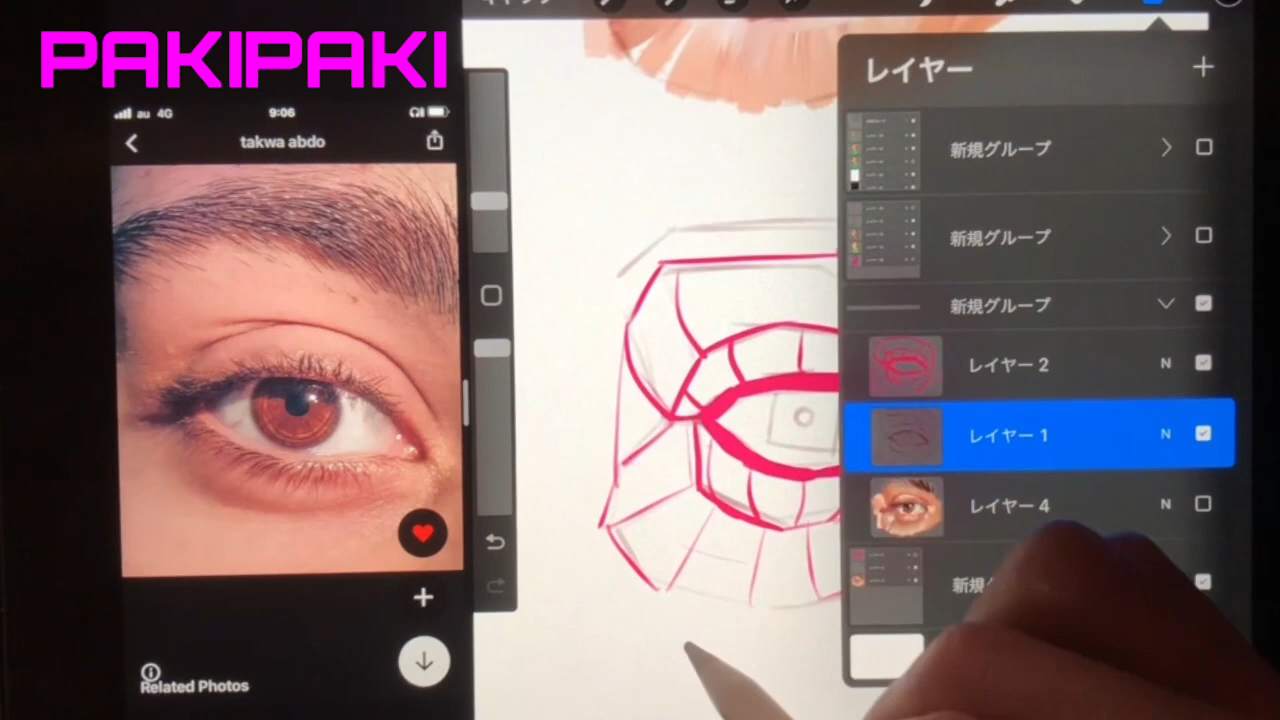 PAKIPAKI
au 4G
9:06
takwa abdo
Related Photos
レイヤー
新規グループ
新規グループ
新規グループ
レイヤー 2
N
レイヤー 1
N
レイヤー 4
N
新規